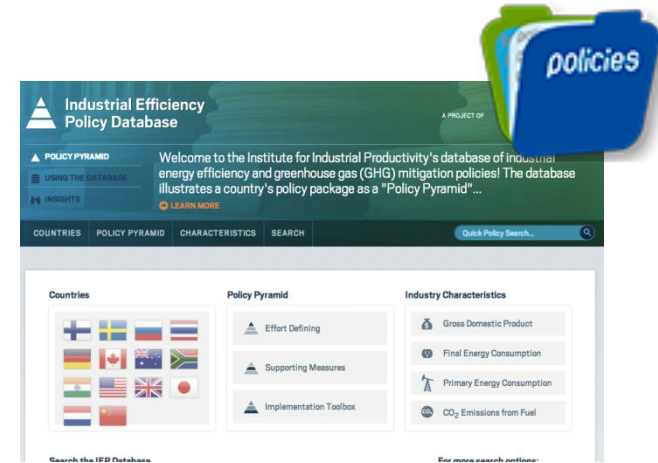 policies
Industrial Efficiency
Policy Database
A PROJECT OF
POLICY PYRAMID
USING THE DATABASE
INSIGHTS
Welcome to the Institute for Industrial Productivity's database of industrial
energy efficiency and greenhouse gas (GHG) mitigation policies! The database
illustrates a country's policy package as a "Policy Pyramid"...
LEARN MORE
COUNTRIES POLICY PYRAMID CHARACTERISTICS SEARCH Quick Policy Search...
Countries
Policy Pyramid
Effort Defining
Supporting Measures
Implementation Toolbox
Industry Characteristics
Gross Domestic Product
Final Energy Consumption
Primary Energy Consumption
CO₂ Emissions from Fuel
Search the IEP Database
For more search options: